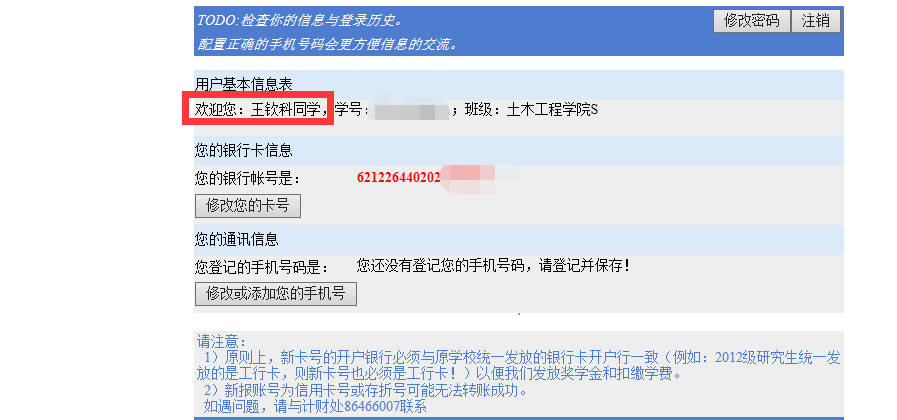 TODO:检查你的信息与登录历史。
修改密码 注销
配置正确的手机号码会更方便信息的交流。
用户基本信息表
欢迎您：王钦科同学，学号： ；班级：土木工程学院S
您的银行卡信息
您的银行帐号是： 621226440202
修改您的卡号
您的通讯信息
您登记的手机号码是： 您还没有登记您的手机号码，请登记并保存！
修改或添加您的手机号
请注意：
1）原则上，新卡号的开户银行必须与原学校统一发放的银行卡开户行一致（例如：2012级研究生统一发
放的是工行卡，则新卡号也必须是工行卡！）以便我们发放奖学金和扣缴学费。
2）新报账号为信用卡号或存折号可能无法转账成功。
如遇问题，请与计财处86466007联系